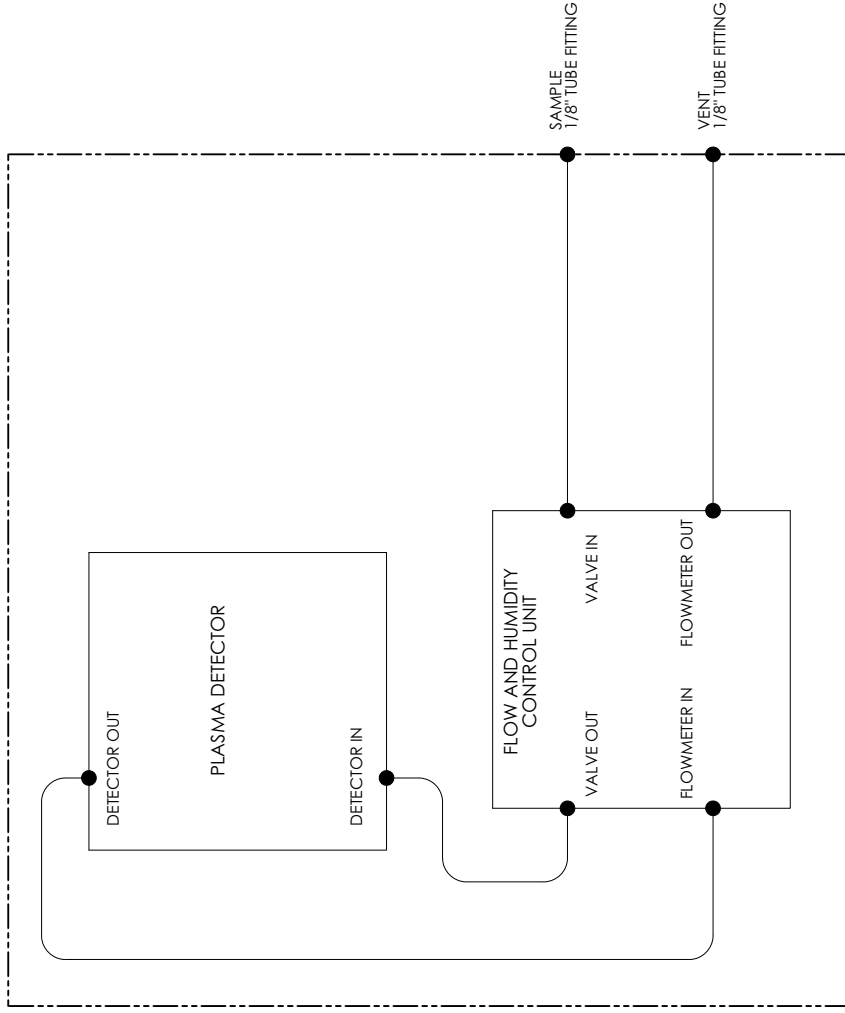 DETECTOR OUT
PLASMA DETECTOR
DETECTOR IN
FLOW AND HUMIDITY
CONTROL UNIT
VALVE OUT
VALVE IN
FLOWMETER IN
FLOWMETER OUT
SAMPLE
1/8" TUBE FITTING
VENT
1/8" TUBE FITTING